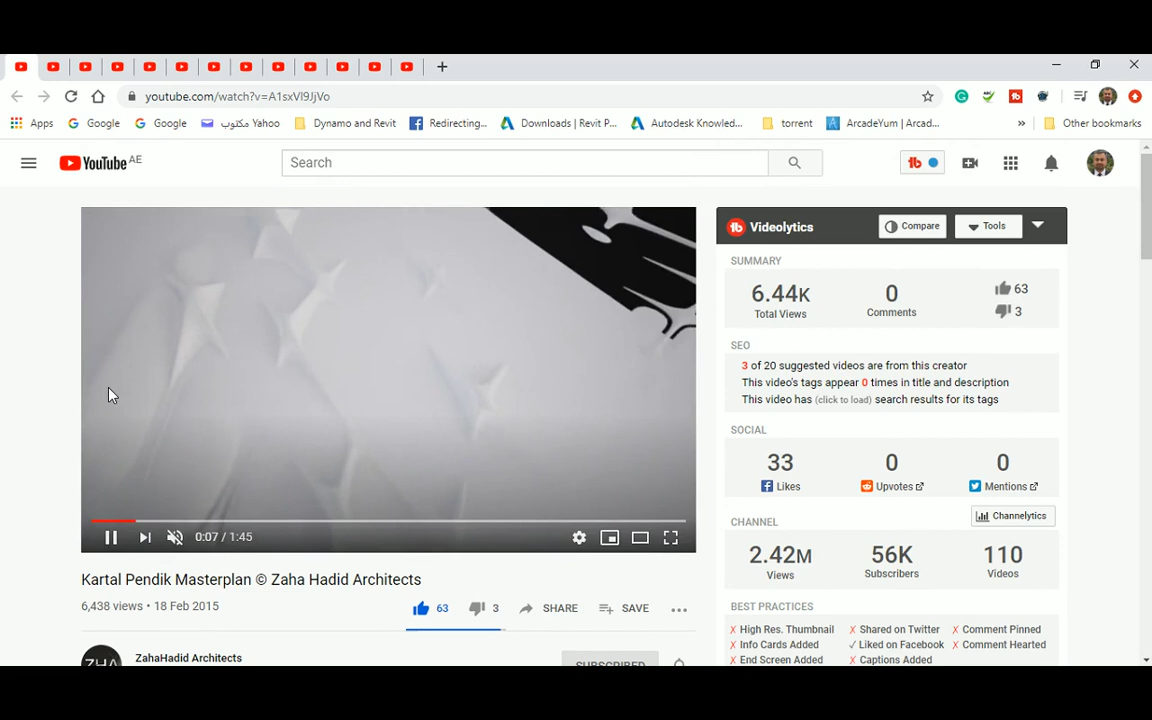 youtube.com/watch?v=A1sxVI9JjVo
Apps Google Google مكتوب Yahoo Dynamo and Revit Redirecting... Downloads | Revit P... Autodesk Knowled... torrent ArcadeYum | Arcad... » Other bookmarks
YouTube AE Search
Videolytics Compare Tools
SUMMARY
6.44K 0 63
Total Views Comments 3
SEO
3 of 20 suggested videos are from this creator
This video's tags appear 0 times in title and description
This video has (click to load) search results for its tags
SOCIAL
33 0 0
Likes Upvotes Mentions
CHANNEL Channelytics
2.42M 56K 110
Views Subscribers Videos
BEST PRACTICES
X High Res. Thumbnail X Shared on Twitter X Comment Pinned
X Info Cards Added ✓ Liked on Facebook X Comment Hearted
X End Screen Added X Captions Added
0:07 / 1:45
Kartal Pendik Masterplan © Zaha Hadid Architects
6,438 views • 18 Feb 2015 63 3 SHARE SAVE
ZHA ZahaHadid Architects SUBSCRIBED